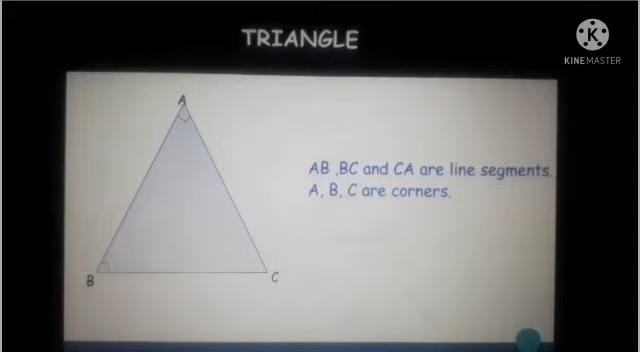 TRIANGLE
K
KINEMASTER
A
AB ,BC and CA are line segments.
A, B, C are corners.
B
C